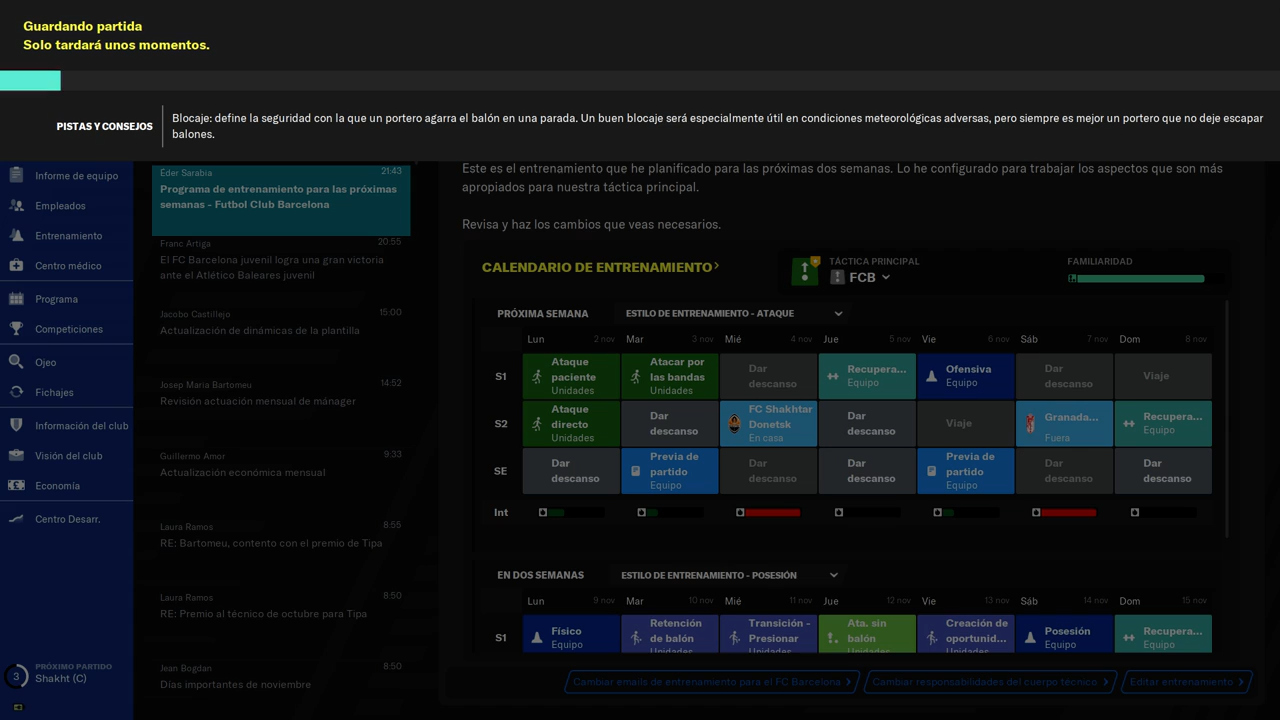 Guardando partida
Solo tardará unos momentos.
PISTAS Y CONSEJOS
Blocaje: define la seguridad con la que un portero agarra el balón en una parada. Un buen blocaje será especialmente útil en condiciones meteorológicas adversas, pero siempre es mejor un portero que no deje escapar
balones.
Informe de equipo
Empleados
Entrenamiento
Centro médico
Programa
Competiciones
Ojeo
Fichajes
Información del club
Visión del club
Economía
Centro Desarr.
PRÓXIMO PARTIDO
3
Shakht (C)
Eder Sarabia 21:43
Programa de entrenamiento para las próximas
semanas - Futbol Club Barcelona
Franc Artiga 20:55
El FC Barcelona juvenil logra una gran victoria
ante el Atlético Baleares juvenil
Jacobo Castillejo 15:00
Actualización de dinámicas de la plantilla
Josep Maria Bartomeu 14:52
Revisión actuación mensual de mánager
Guillermo Amor 9:33
Actualización económica mensual
Laura Ramos 8:55
RE: Bartomeu, contento con el premio de Tipa
Laura Ramos 8:50
RE: Premio al técnico de octubre para Tipa
Jean Bogdan 8:50
Días importantes de noviembre
Este es el entrenamiento que he planificado para las próximas dos semanas. Lo he configurado para trabajar los aspectos que son más
apropiados para nuestra táctica principal.
Revisa y haz los cambios que veas necesarios.
CALENDARIO DE ENTRENAMIENTO
TÁCTICA PRINCIPAL
FCB
FAMILIARIDAD
PRÓXIMA SEMANA
ESTILO DE ENTRENAMIENTO - ATAQUE
Lun 2 nov Mar 3 nov Mié 4 nov Jue 5 nov Vie 6 nov Sáb 7 nov Dom 8 nov
S1
Ataque
paciente
Unidades
Atacar por
las bandas
Unidades
Dar
descanso
Recupera...
Equipo
Ofensiva
Equipo
Dar
descanso
Viaje
S2
Ataque
directo
Unidades
Dar
descanso
FC Shakhtar
Donetsk
En casa
Dar
descanso
Viaje
Granada...
Fuera
Recupera...
Equipo
SE
Dar
descanso
Previa de
partido
Equipo
Dar
descanso
Dar
descanso
Previa de
partido
Equipo
Dar
descanso
Dar
descanso
Int
EN DOS SEMANAS
ESTILO DE ENTRENAMIENTO - POSESIÓN
Lun 9 nov Mar 10 nov Mié 11 nov Jue 12 nov Vie 13 nov Sáb 14 nov Dom 15 nov
S1
Físico
Equipo
Retención
de balón
Unidades
Transición -
Presionar
Unidades
Ata. sin
balón
Unidades
Creación de
oportunid...
Unidades
Posesión
Equipo
Recupera...
Equipo
Cambiar emails de entrenamiento para el FC Barcelona
Cambiar responsabilidades del cuerpo técnico
Editar entrenamiento